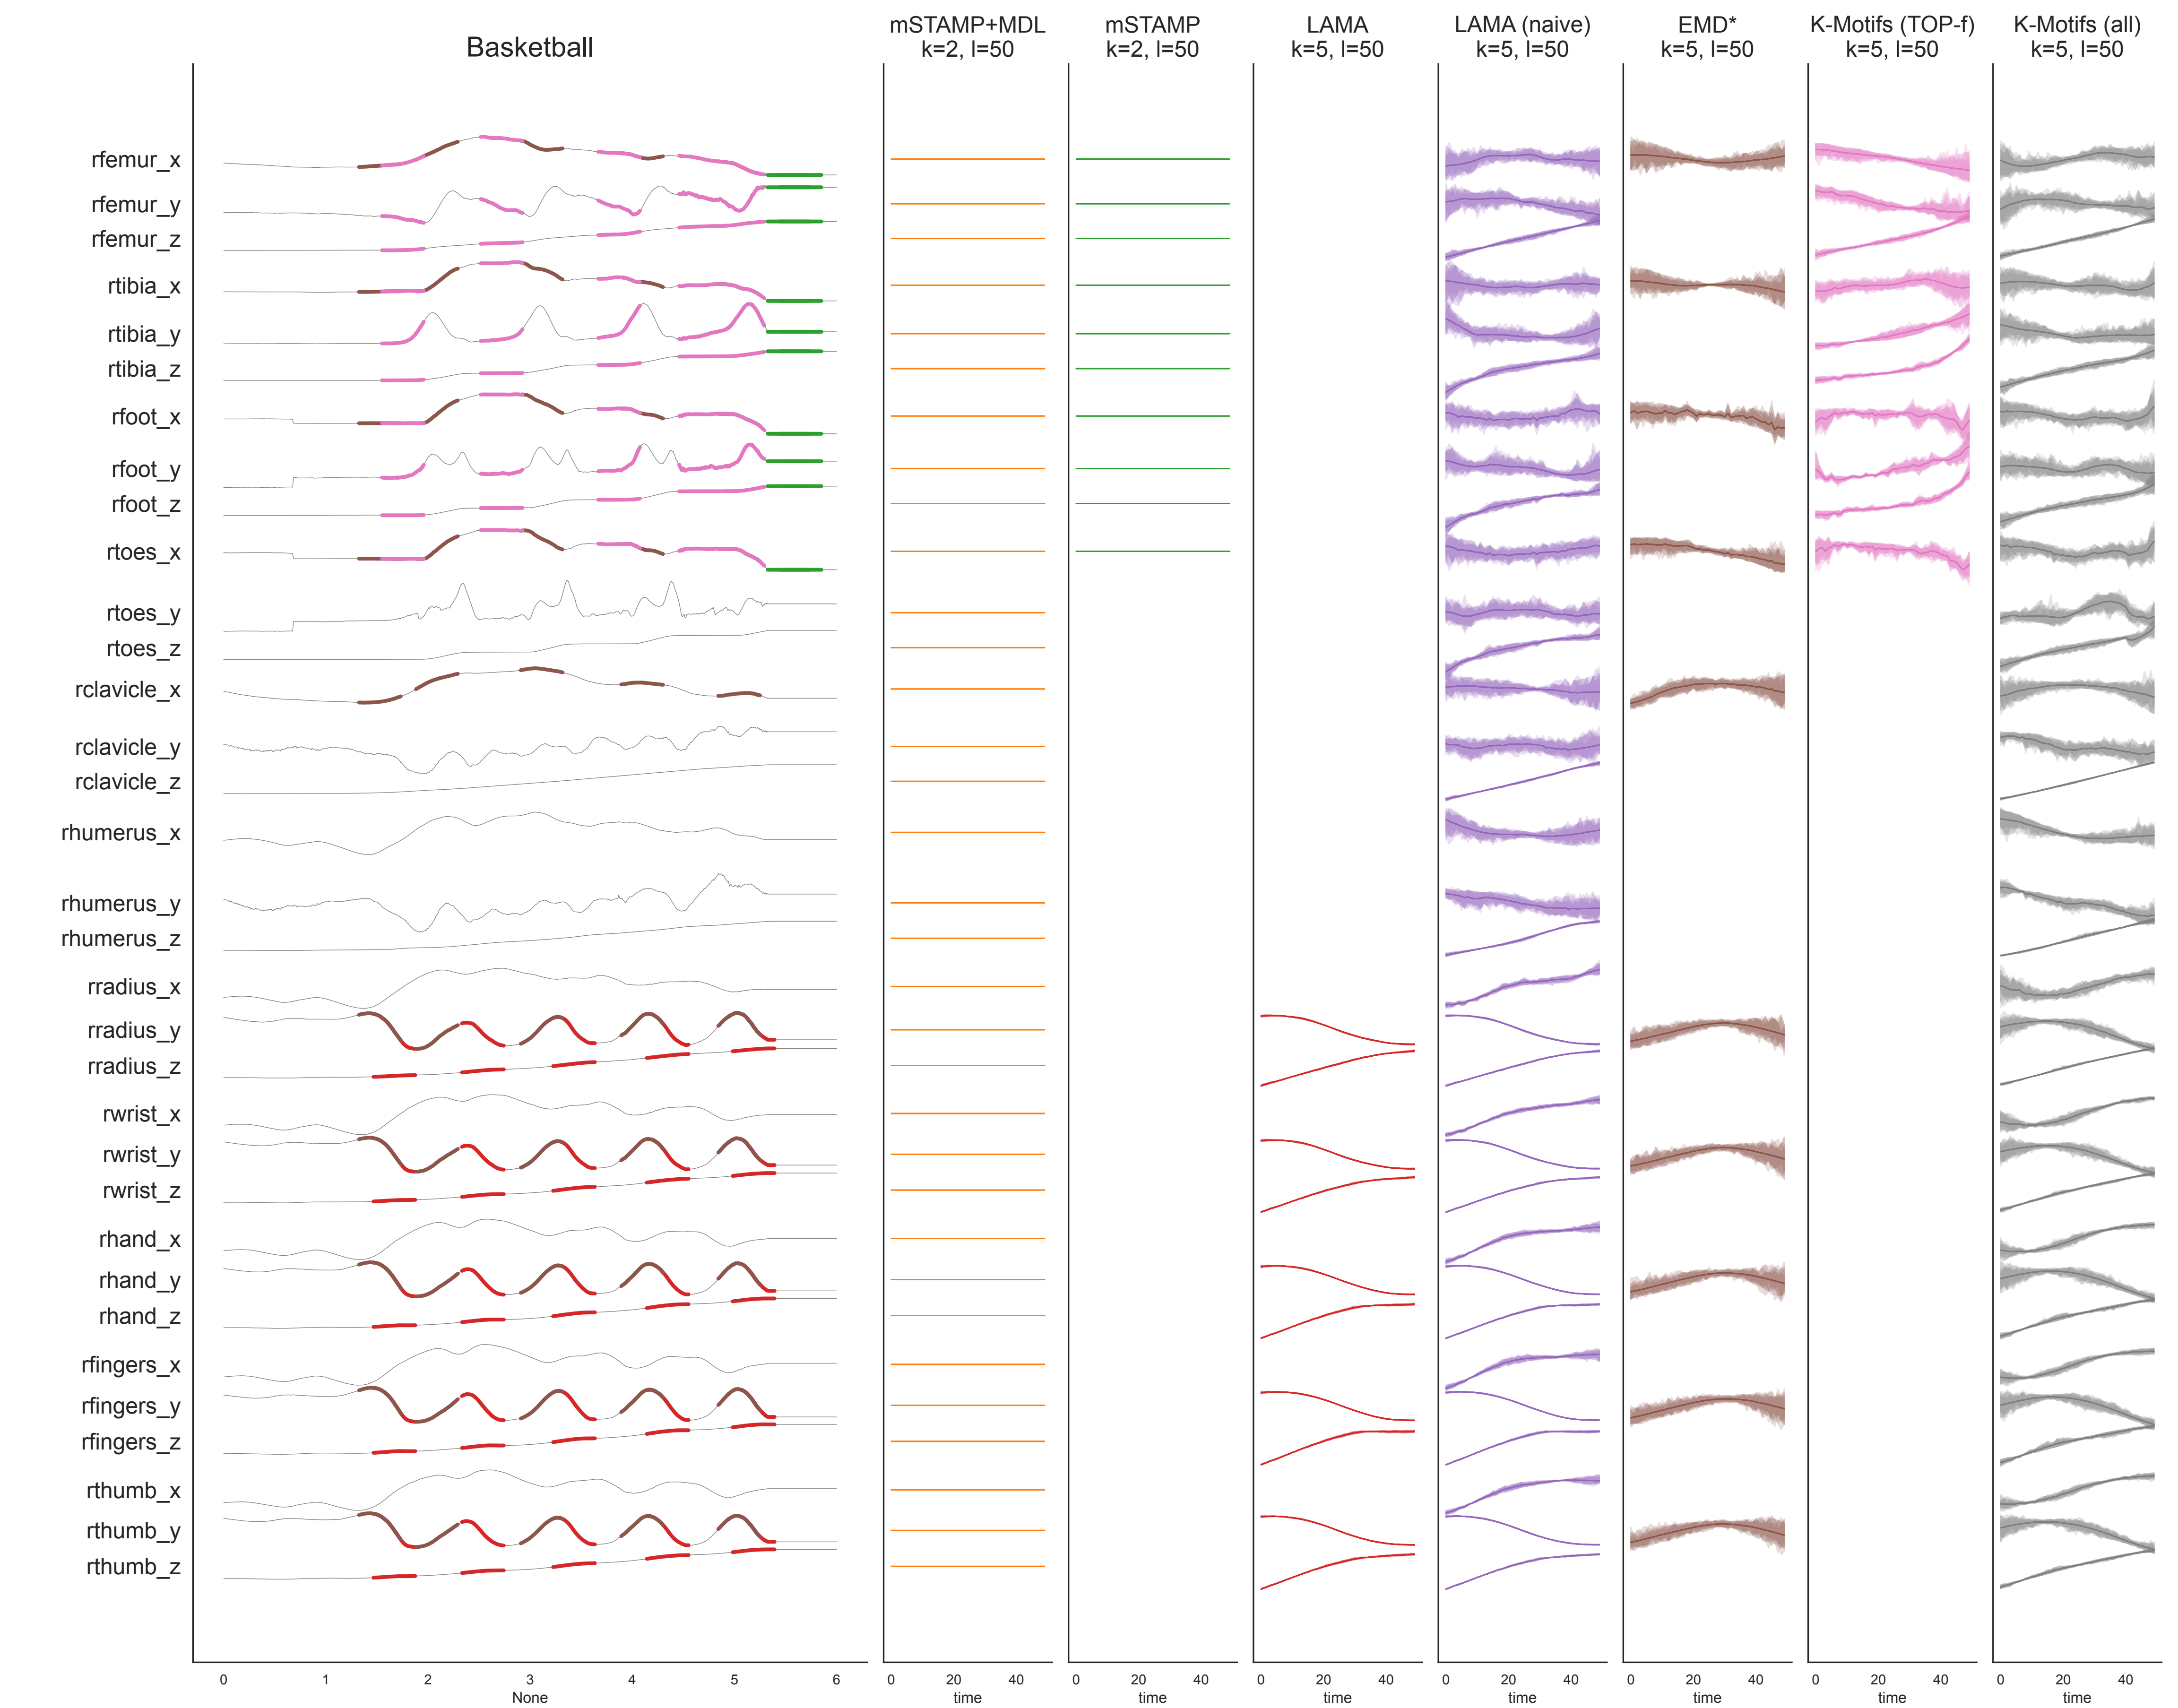 Basketball
mSTAMP+MDL
k=2, l=50
mSTAMP
k=2, l=50
LAMA
k=5, l=50
LAMA (naive)
k=5, l=50
EMD*
k=5, l=50
K-Motifs (TOP-f)
k=5, l=50
K-Motifs (all)
k=5, l=50
rfemur_x
rfemur_y
rfemur_z
rtibia_x
rtibia_y
rtibia_z
rfoot_x
rfoot_y
rfoot_z
rtoes_x
rtoes_y
rtoes_z
rclavicle_x
rclavicle_y
rclavicle_z
rhumerus_x
rhumerus_y
rhumerus_z
rradius_x
rradius_y
rradius_z
rwrist_x
rwrist_y
rwrist_z
rhand_x
rhand_y
rhand_z
rfingers_x
rfingers_y
rfingers_z
rthumb_x
rthumb_y
rthumb_z
0 1 2 3 4 5 6
None
0 20 40
time
0 20 40
time
0 20 40
time
0 20 40
time
0 20 40
time
0 20 40
time
0 20 40
time